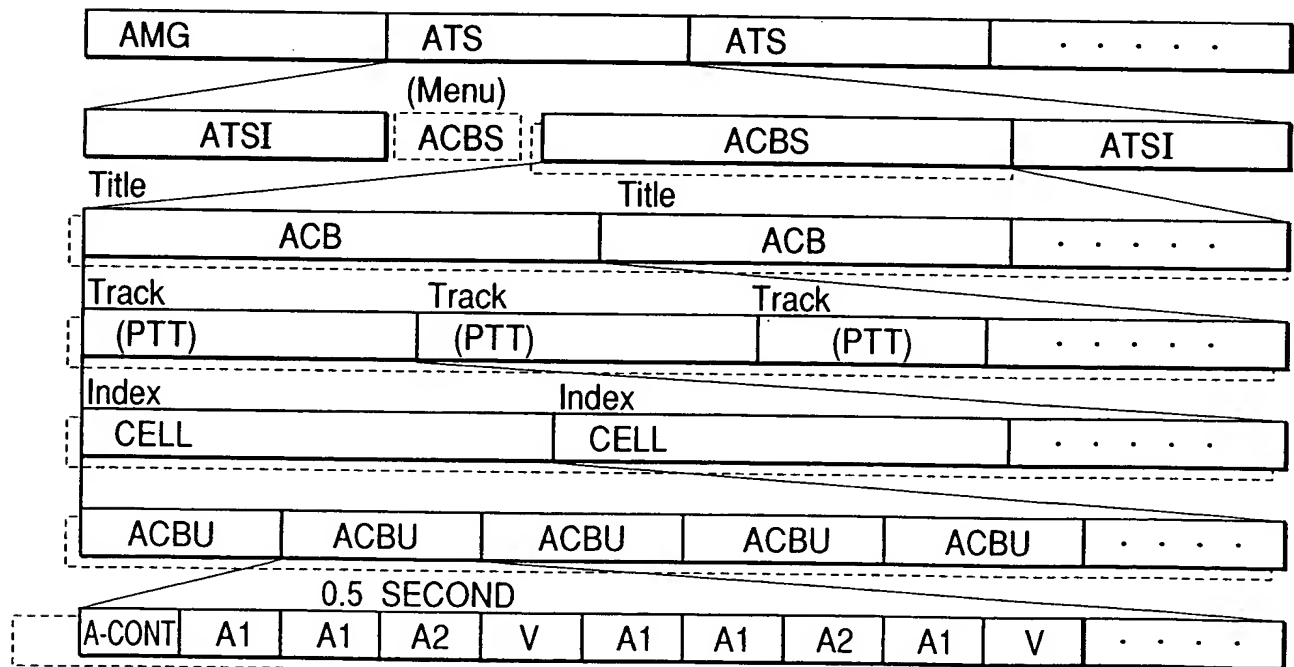 AMG ATS ATS . . . . .
(Menu)
ATSI ACBS ACBS ATSI
Title Title
ACB ACB . . . . .
Track Track Track
(PTT) (PTT) (PTT) . . . . .
Index Index
CELL CELL . . . . .
ACBU ACBU ACBU ACBU ACBU . . . .
0.5 SECOND
A-CONT A1 A1 A2 V A1 A1 A2 A1 V . . . .